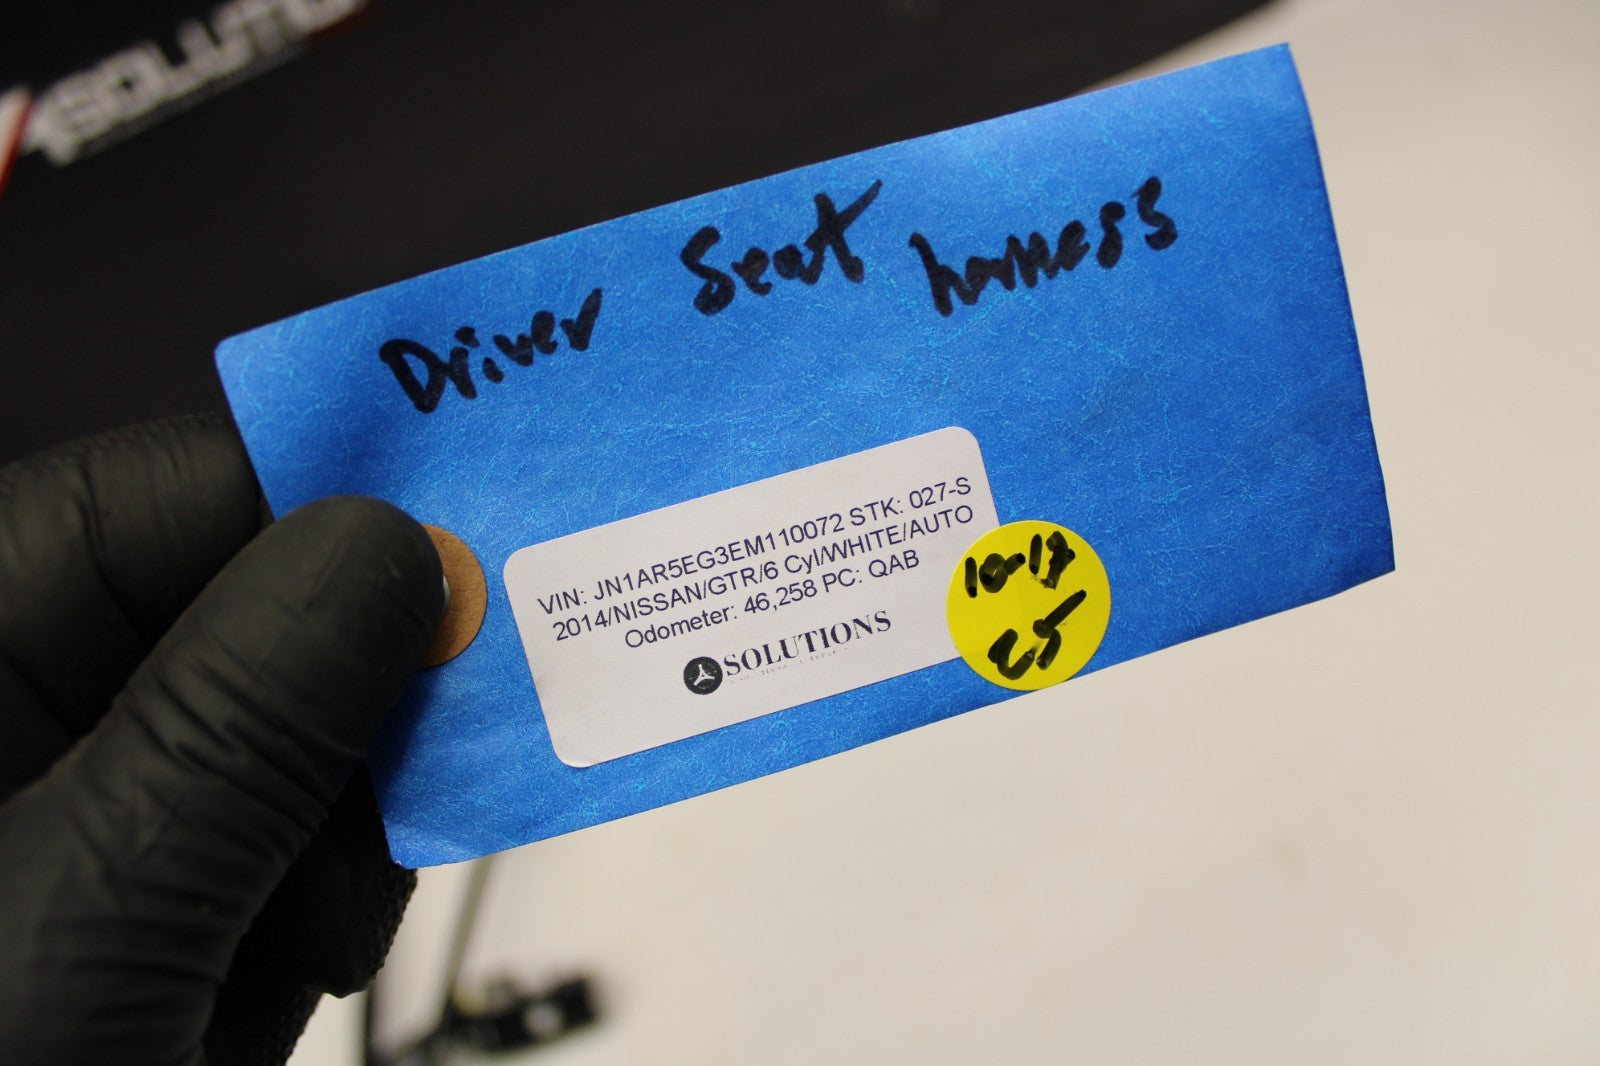 Driver Seat harness
VIN: JN1AR5EG3EM110072 STK: 027-S
2014/NISSAN/GTR/6 Cyl/WHITE/AUTO
Odometer: 46,258 PC: QAB
SOLUTIONS
10-17